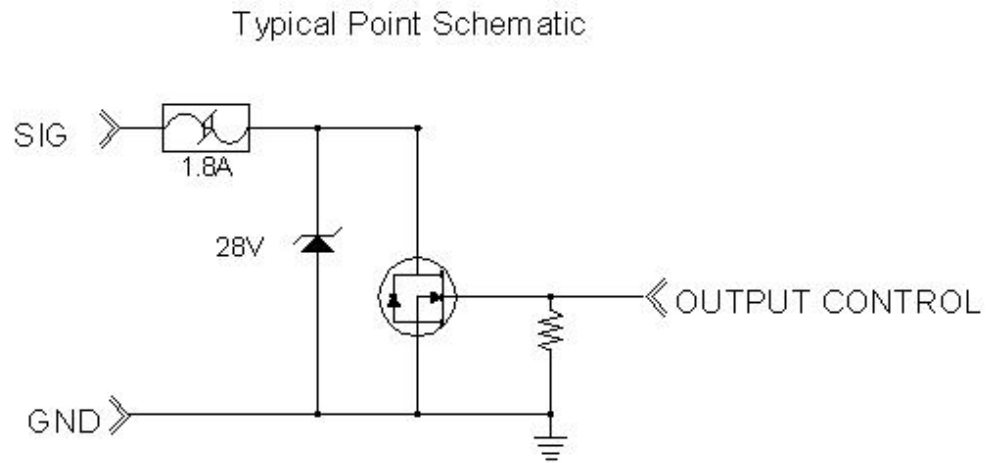 Typical Point Schematic
SIG
1.8A
28V
OUTPUT CONTROL
GND